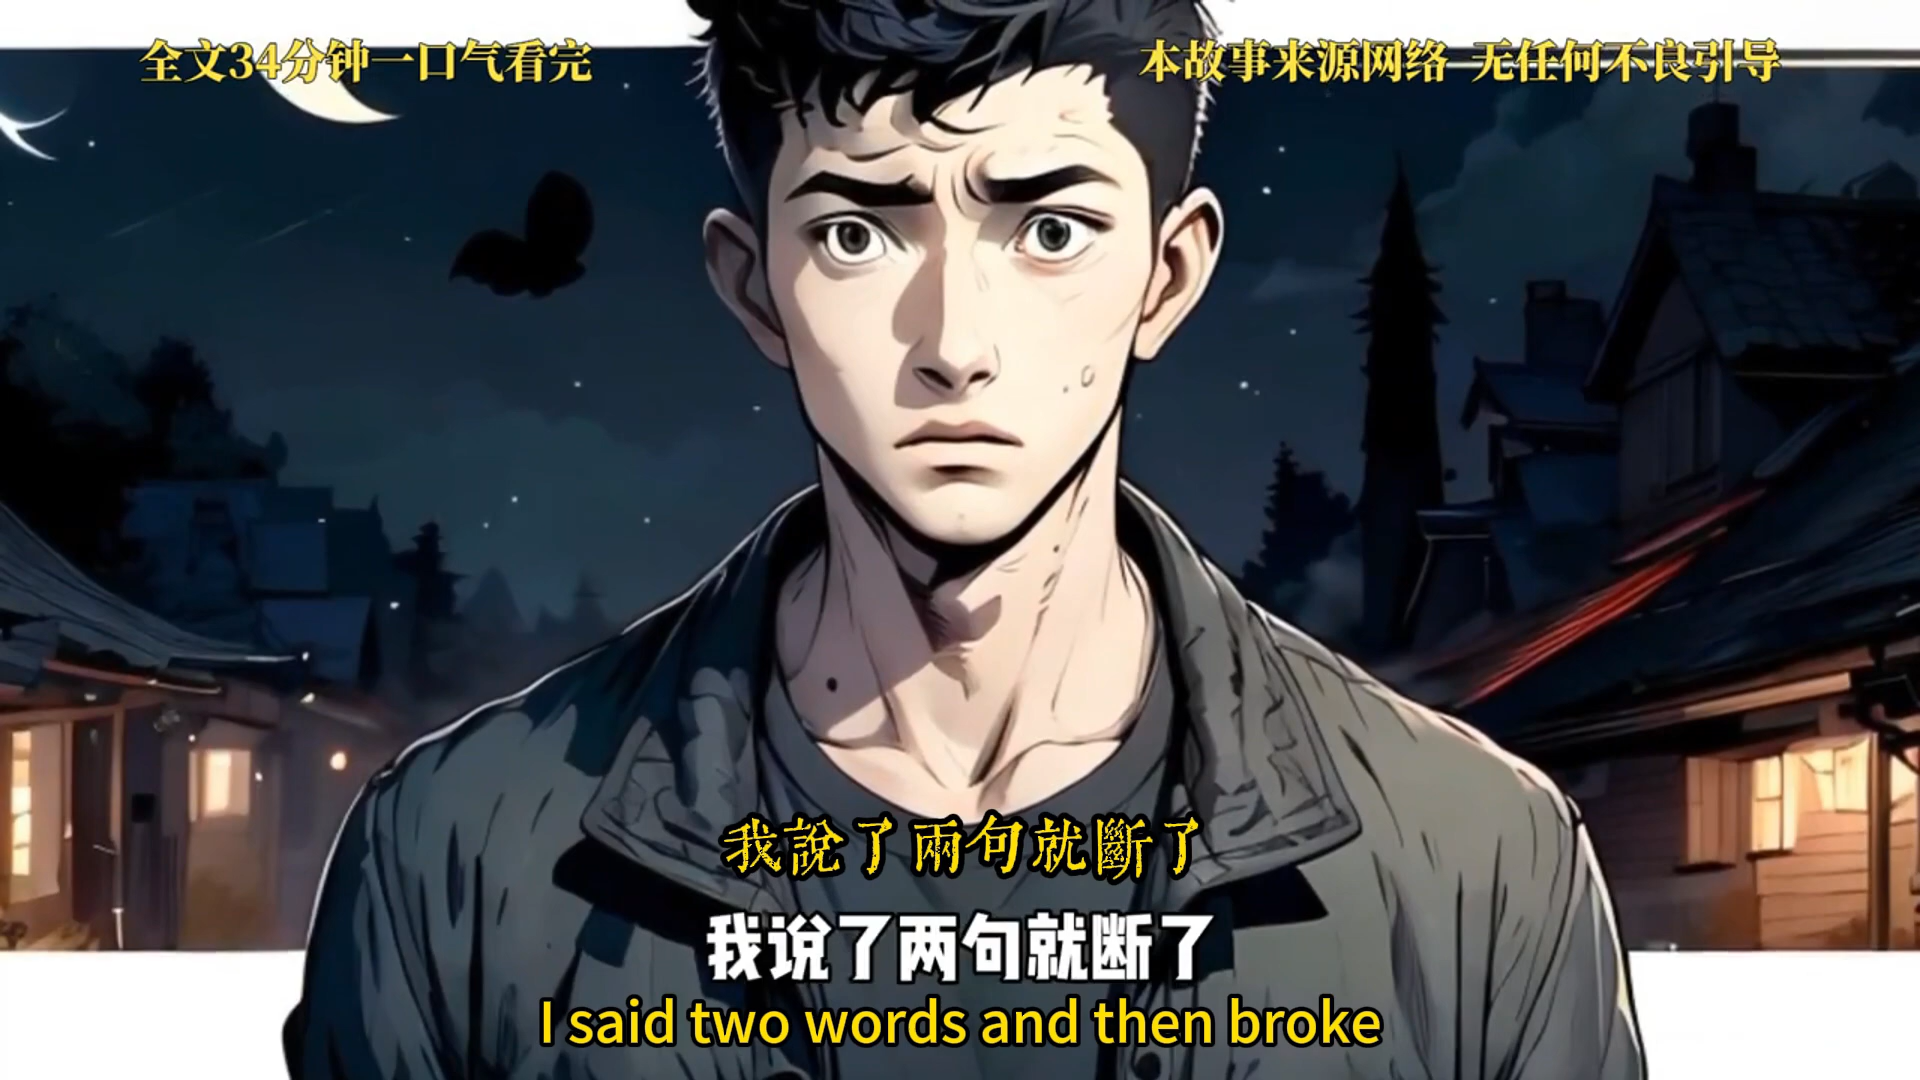 全文34分钟一口气看完
本故事来源网络 无任何不良引导
我說了兩句就斷了
我说了两句就断了
I said two words and then broke